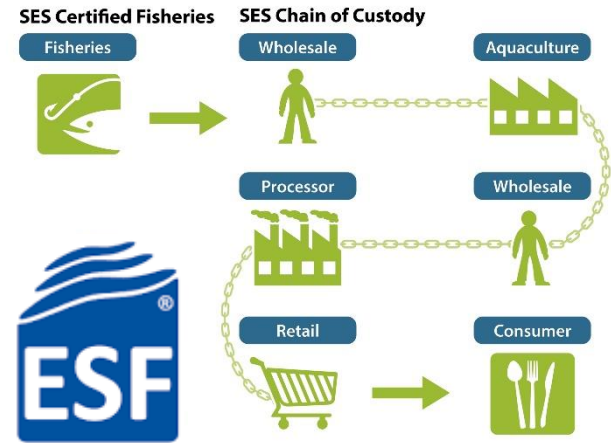 SES Certified Fisheries
SES Chain of Custody
Fisheries
Wholesale
Aquaculture
Processor
Wholesale
Retail
Consumer
ESF
®